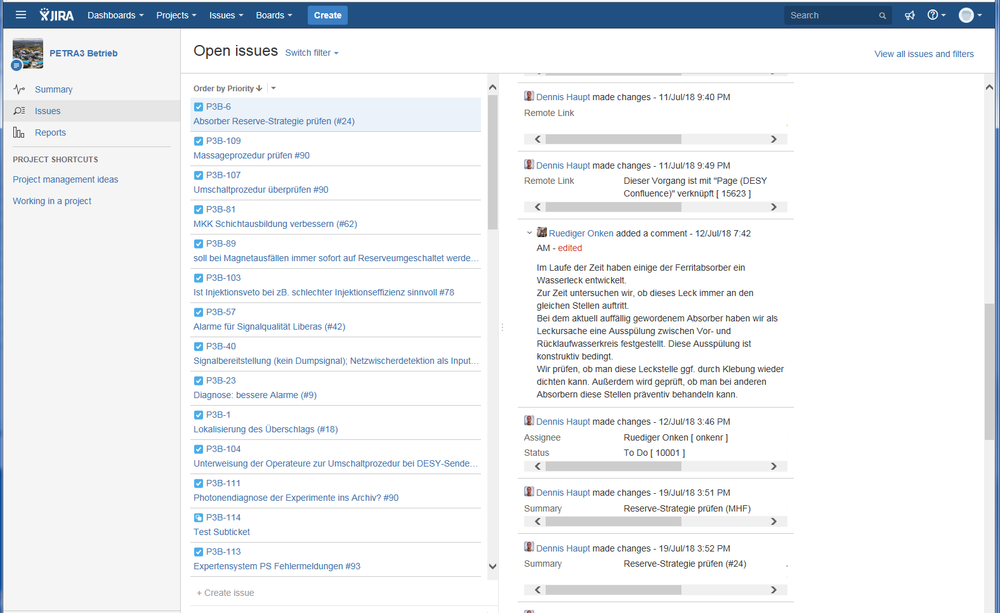 JIRA Dashboards Projects Issues Boards Create Search
PETRA3 Betrieb
Summary
Issues
Reports
PROJECT SHORTCUTS
Project management ideas
Working in a project
Open issues Switch filter
View all issues and filters
Order by Priority
P3B-6
Absorber Reserve-Strategie prüfen (#24)
P3B-109
Massageprozedur prüfen #90
P3B-107
Umschaltprozedur überprüfen #90
P3B-81
MKK Schichtausbildung verbessern (#62)
P3B-89
soll bei Magnetausfällen immer sofort auf Reserveumgeschaltet werde...
P3B-103
Ist Injektionsveto bei zB. schlechter Injektionseffizienz sinnvoll #78
P3B-57
Alarme für Signalqualität Liberas (#42)
P3B-40
Signalbereitstellung (kein Dumpsignal); Netzwischerdetektion als Input...
P3B-23
Diagnose: bessere Alarme (#9)
P3B-1
Lokalisierung des Überschlags (#18)
P3B-104
Unterweisung der Operateure zur Umschaltprozedur bei DESY-Sende...
P3B-111
Photonendiagnose der Experimente ins Archiv? #90
P3B-114
Test Subticket
P3B-113
Expertensystem PS Fehlermeldungen #93
+ Create issue
Dennis Haupt made changes - 11/Jul/18 9:40 PM
Remote Link
Dennis Haupt made changes - 11/Jul/18 9:49 PM
Remote Link Dieser Vorgang ist mit "Page (DESY
Confluence)" verknüpft [ 15623 ]
Ruediger Onken added a comment - 12/Jul/18 7:42
AM - edited
Im Laufe der Zeit haben einige der Ferritabsorber ein
Wasserleck entwickelt.
Zur Zeit untersuchen wir, ob dieses Leck immer an den
gleichen Stellen auftritt.
Bei dem aktuell auffällig gewordenem Absorber haben wir als
Leckursache eine Ausspülung zwischen Vor- und
Rücklaufwasserkreis festgestellt. Diese Ausspülung ist
konstruktiv bedingt.
Wir prüfen, ob man diese Leckstelle ggf. durch Klebung wieder
dichten kann. Außerdem wird geprüft, ob man bei anderen
Absorbern diese Stellen präventiv behandeln kann.
Dennis Haupt made changes - 12/Jul/18 3:46 PM
Assignee Ruediger Onken [ onkenr ]
Status To Do [ 10001 ]
Dennis Haupt made changes - 19/Jul/18 3:51 PM
Summary Reserve-Strategie prüfen (MHF)
Dennis Haupt made changes - 19/Jul/18 3:52 PM
Summary Reserve-Strategie prüfen (#24)